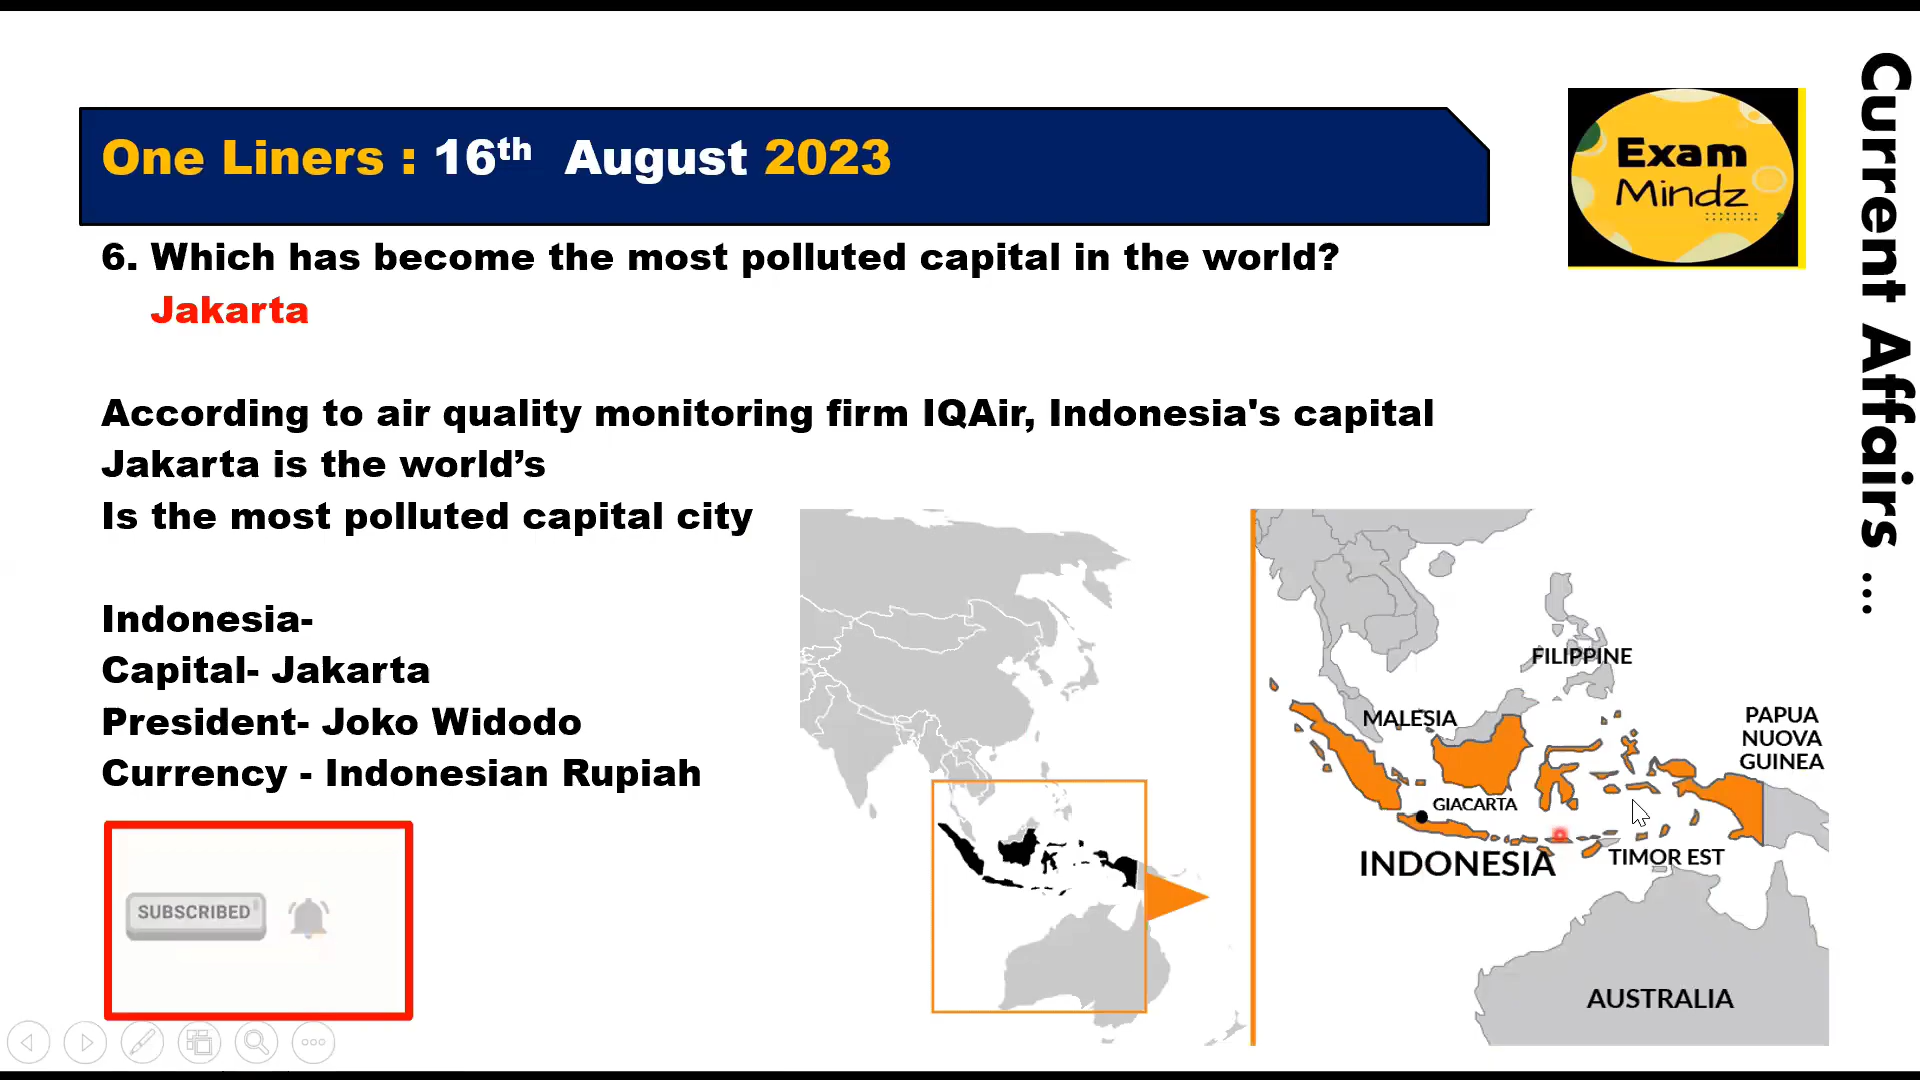 One Liners : 16th August 2023
Exam
Mindz
Current Affairs ...
6. Which has become the most polluted capital in the world?
Jakarta
According to air quality monitoring firm IQAir, Indonesia's capital
Jakarta is the world’s
Is the most polluted capital city
Indonesia-
Capital- Jakarta
President- Joko Widodo
Currency - Indonesian Rupiah
SUBSCRIBED
FILIPPINE
MALESIA
PAPUA
NUOVA
GUINEA
GIACARTA
INDONESIA
TIMOR EST
AUSTRALIA